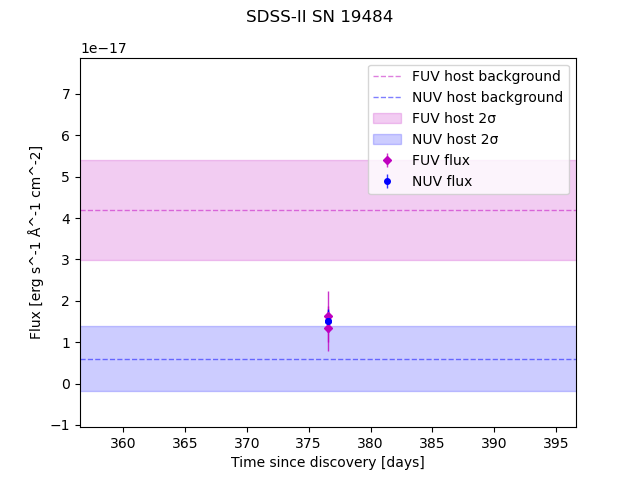 SDSS-II SN 19484
1e−17
FUV host background
NUV host background
FUV host 2σ
NUV host 2σ
FUV flux
NUV flux
7
6
5
4
3
2
1
0
−1
Flux [erg s^-1 Å^-1 cm^-2]
360 365 370 375 380 385 390 395
Time since discovery [days]